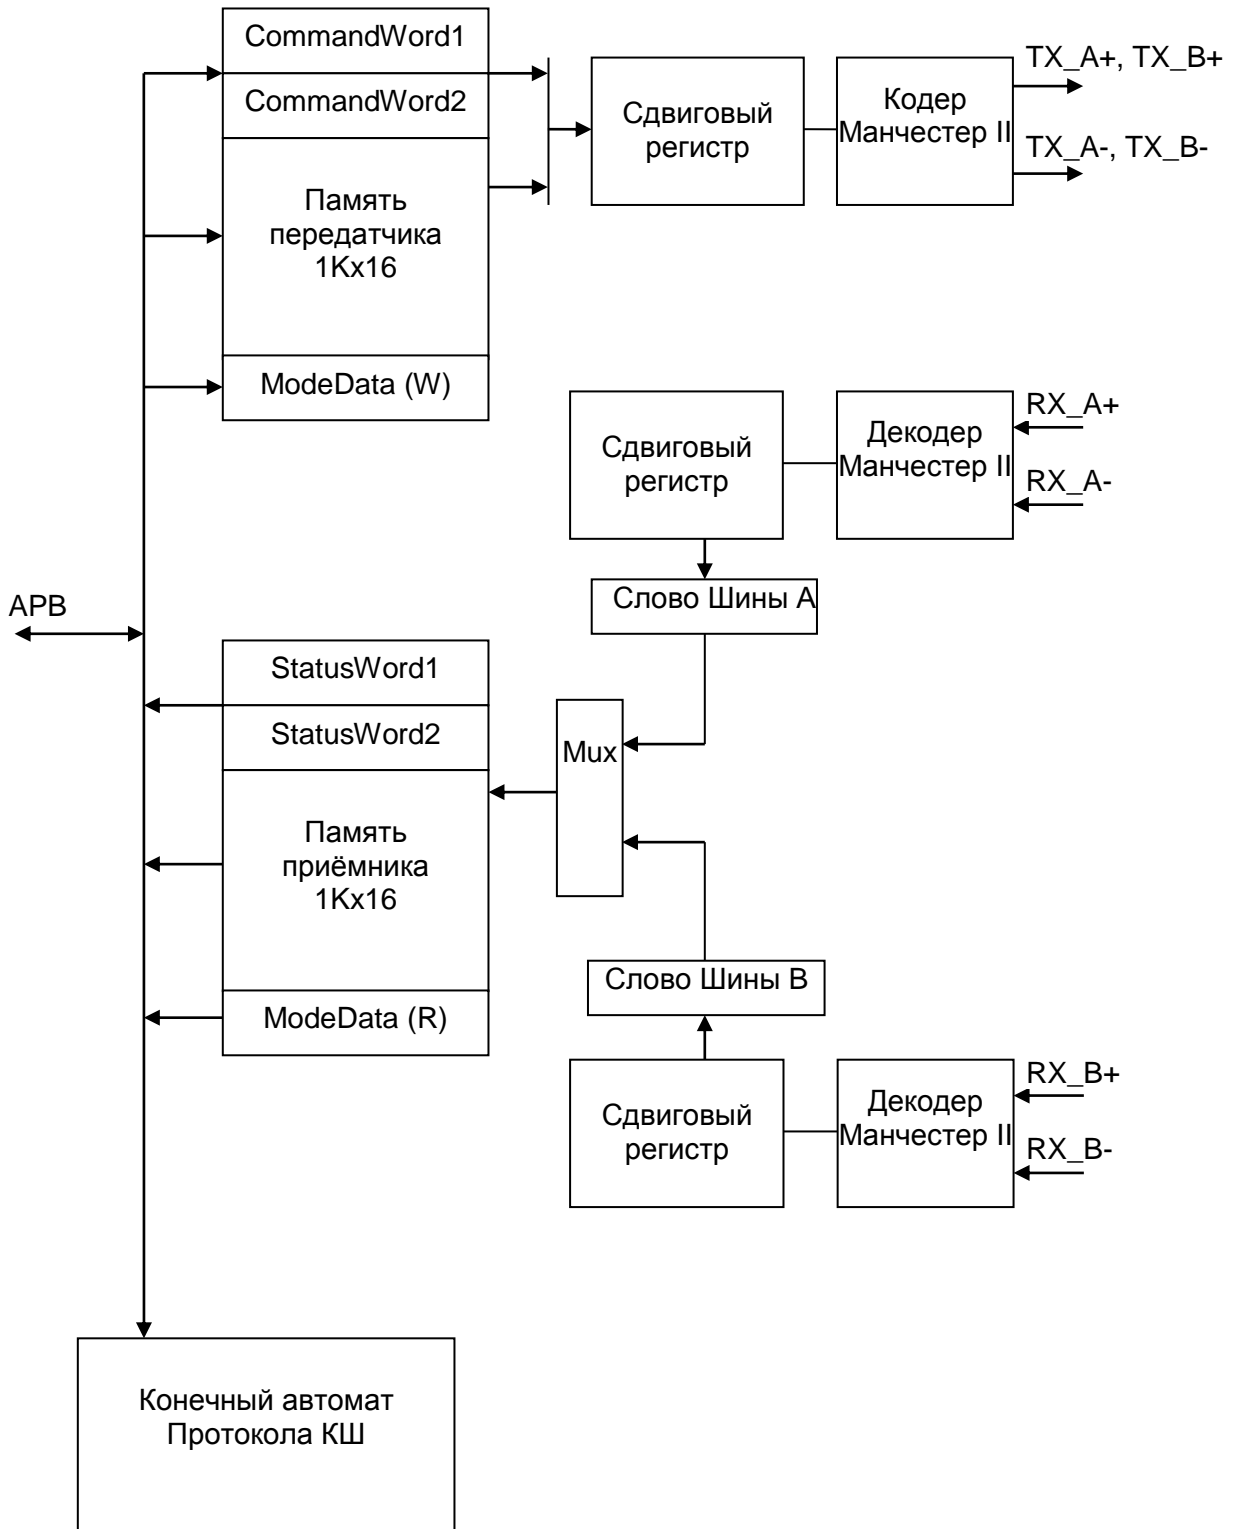 CommandWord1
CommandWord2
Память
передатчика
1Кх16
ModeData (W)
Сдвиговый
регистр
Кодер
Манчестер II
TX_A+, TX_B+
TX_A-, TX_B-
Сдвиговый
регистр
Декодер
Манчестер II
RX_A+
RX_A-
Слово Шины А
APB
StatusWord1
StatusWord2
Память
приёмника
1Кх16
ModeData (R)
Mux
Слово Шины В
Сдвиговый
регистр
Декодер
Манчестер II
RX_B+
RX_B-
Конечный автомат
Протокола КШ